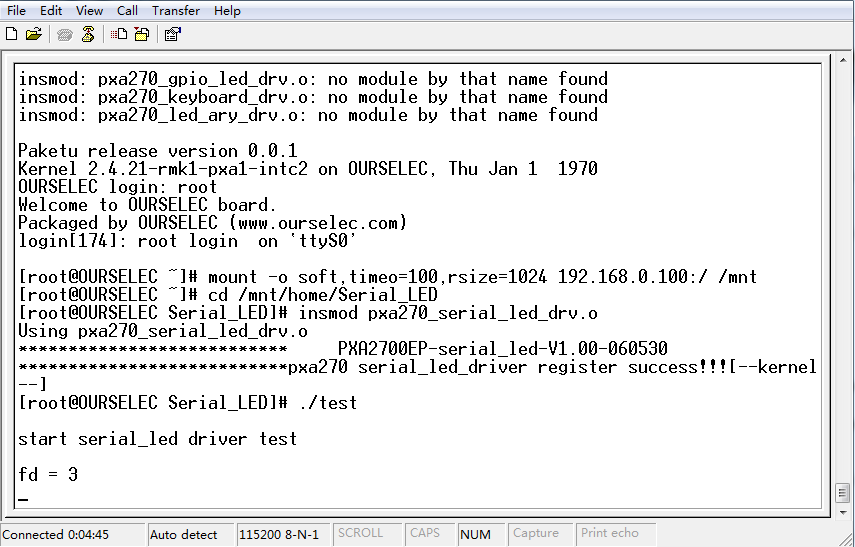 File Edit View Call Transfer Help
insmod: pxa270_gpio_led_drv.o: no module by that name found
insmod: pxa270_keyboard_drv.o: no module by that name found
insmod: pxa270_led_ary_drv.o: no module by that name found
Paketu release version 0.0.1
Kernel 2.4.21-rmk1-pxa1-intc2 on OURSELEC, Thu Jan 1  1970
OURSELEC login: root
Welcome to OURSELEC board.
Packaged by OURSELEC (www.ourselec.com)
login[174]: root login  on `ttyS0'
[root@OURSELEC ~]# mount -o soft,timeo=100,rsize=1024 192.168.0.100:/ /mnt
[root@OURSELEC ~]# cd /mnt/home/Serial_LED
[root@OURSELEC Serial_LED]# insmod pxa270_serial_led_drv.o
Using pxa270_serial_led_drv.o
***************************     PXA2700EP-serial_led-V1.00-060530
***************************pxa270 serial_led_driver register success!!![--kernel
--]
[root@OURSELEC Serial_LED]# ./test
start serial_led driver test
fd = 3
_
Connected 0:04:45 Auto detect 115200 8-N-1 SCROLL CAPS NUM Capture Print echo